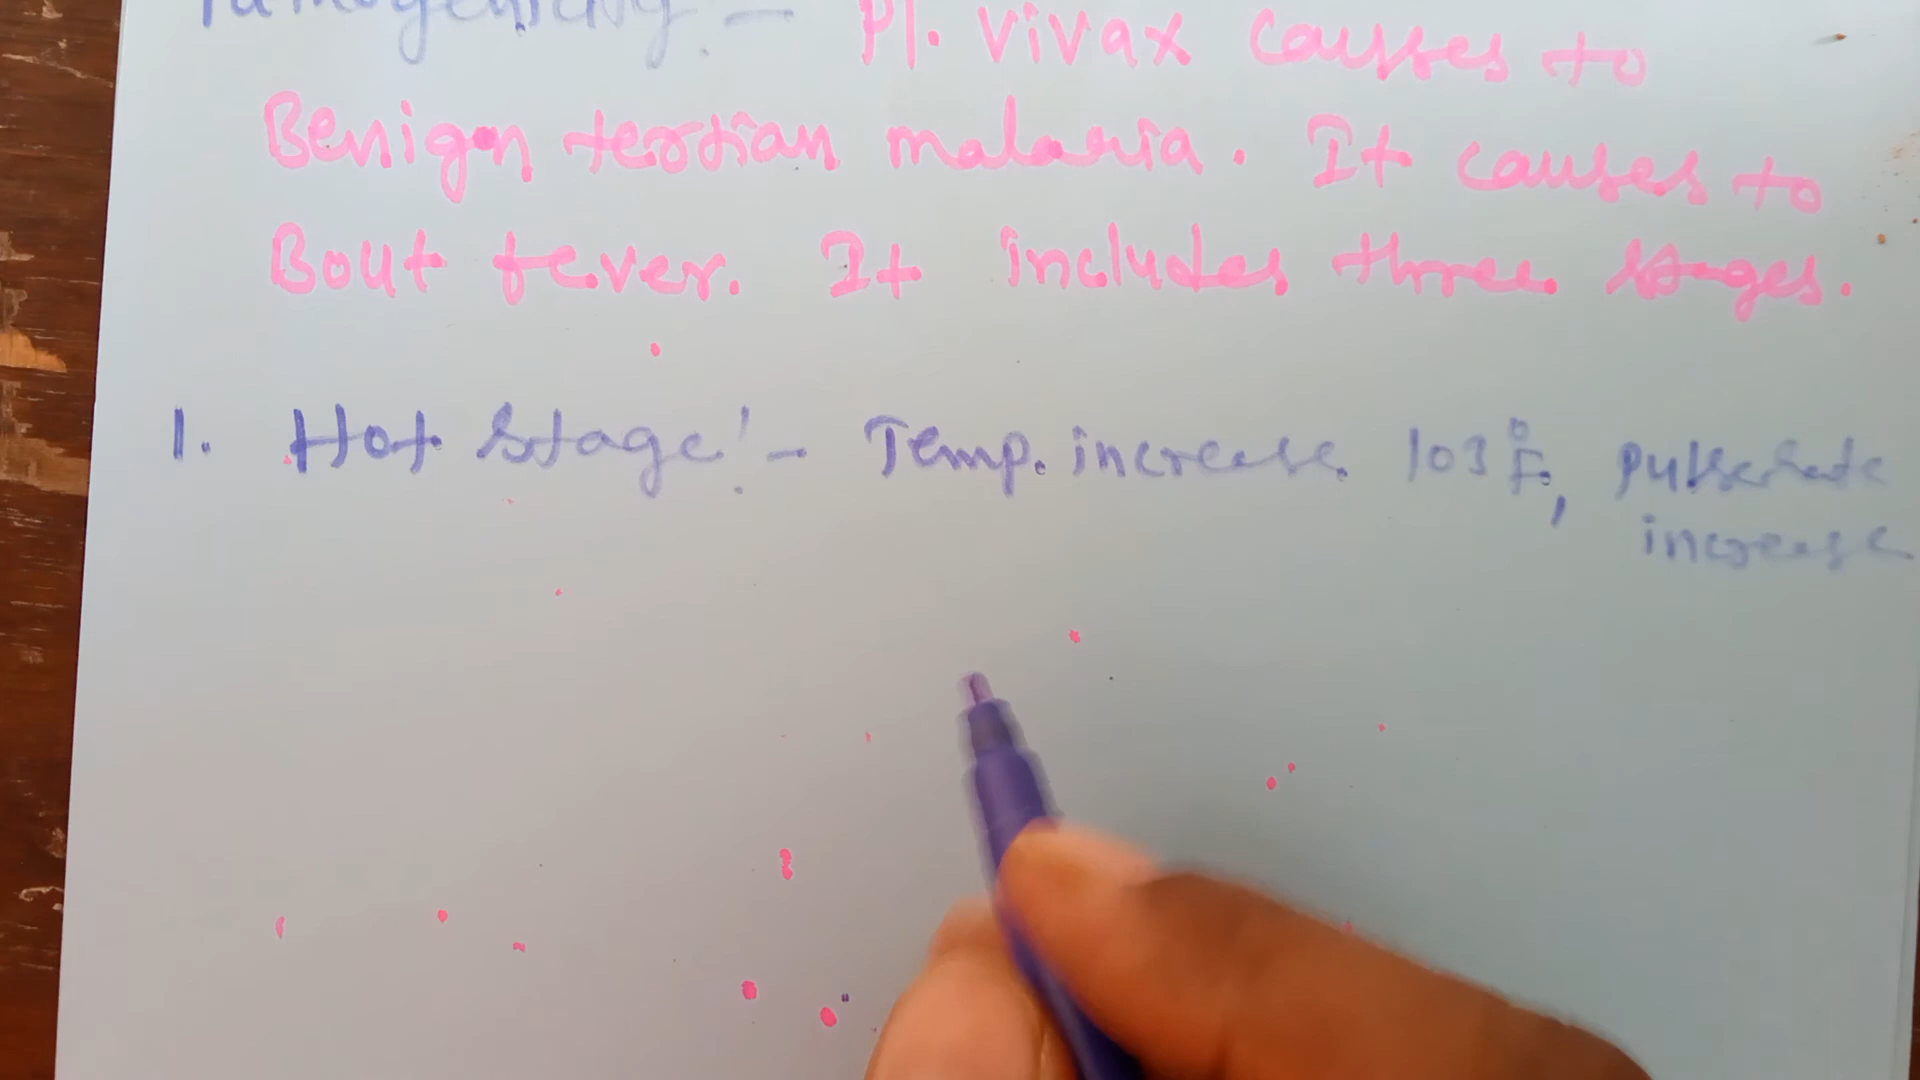 Pathogenicity :- Pl. vivax causes to
Benign tertian malaria. It causes to
Bout fever. It includes three stages.
1. Hot stage :- Temp. increase 103°F, pulse rate
increase